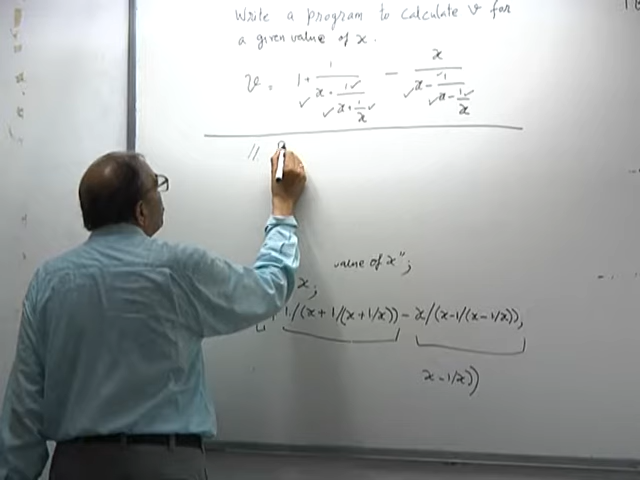 Write a program to calculate v for
a given value of x.
v = 1 + 1/(x + 1/(x + 1/x)) - x/(x - 1/(x - 1/x))
//
value of x";
x;
1/(x+1/(x+1/x)) - x/(x-1/(x-1/x));
x-1/x))